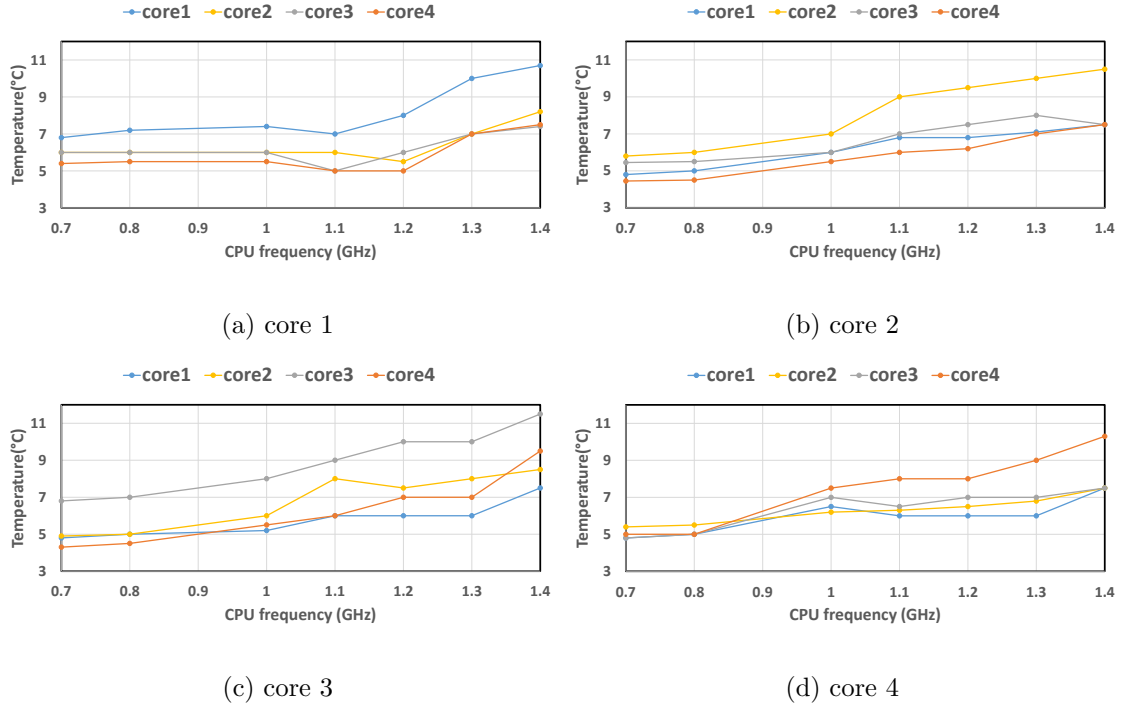 core1 core2 core3 core4
11
9
7
5
3
Temperature(°C)
0.7 0.8 0.9 1 1.1 1.2 1.3 1.4
CPU frequency (GHz)
(a) core 1
core1 core2 core3 core4
11
9
7
5
3
Temperature(°C)
0.7 0.8 0.9 1 1.1 1.2 1.3 1.4
CPU frequency (GHz)
(b) core 2
core1 core2 core3 core4
11
9
7
5
3
Temperature(°C)
0.7 0.8 0.9 1 1.1 1.2 1.3 1.4
CPU frequency (GHz)
(c) core 3
core1 core2 core3 core4
11
9
7
5
3
Temperature(°C)
0.7 0.8 0.9 1 1.1 1.2 1.3 1.4
CPU frequency (GHz)
(d) core 4